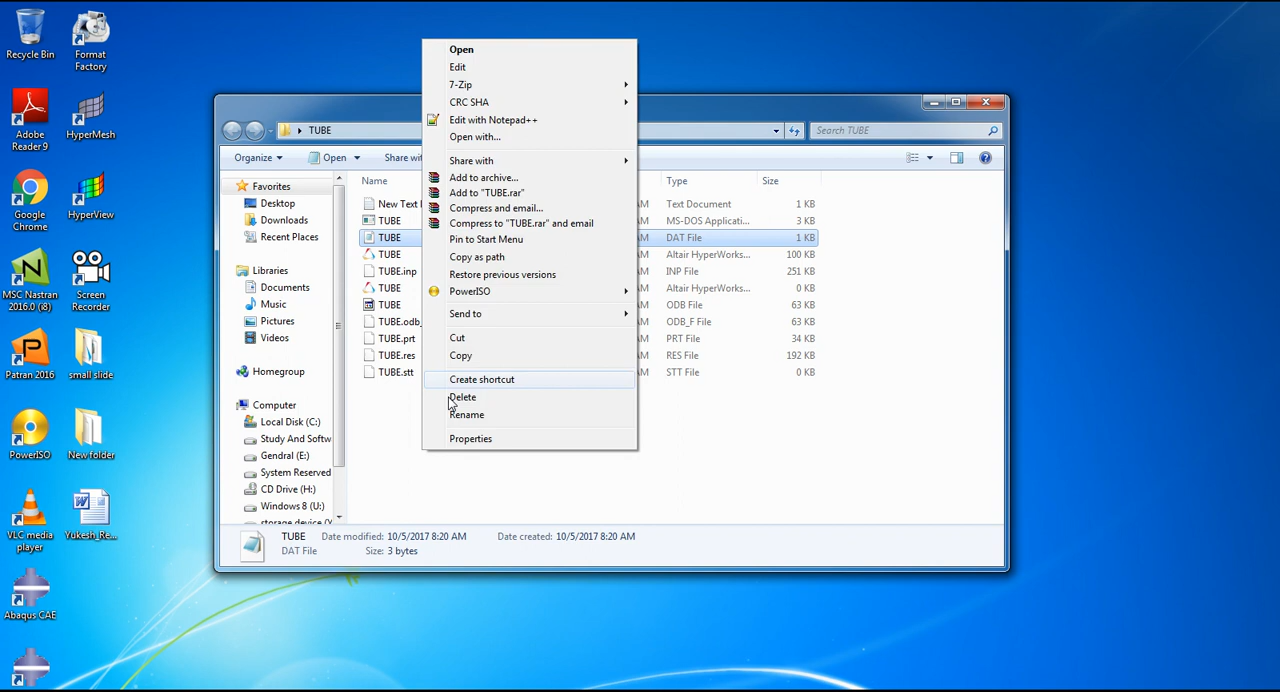 Recycle Bin
Format
Factory
Adobe
Reader 9
HyperMesh
Google
Chrome
HyperView
MSC Nastran
2016.0 (i8)
Screen
Recorder
Patran 2016
small slide
PowerISO
New folder
VLC media
player
Yukesh_Re...
Abaqus CAE
TUBE
Search TUBE
Organize
Open
Share wit
Favorites
Desktop
Downloads
Recent Places
Libraries
Documents
Music
Pictures
Videos
Homegroup
Computer
Local Disk (C:)
Study And Softw
Gendral (E:)
System Reserved
CD Drive (H:)
Windows 8 (U:)
Name
Type
Size
New Text
Text Document
1 KB
TUBE
MS-DOS Applicati...
3 KB
TUBE
DAT File
1 KB
TUBE
Altair HyperWorks...
100 KB
TUBE.inp
INP File
251 KB
TUBE
Altair HyperWorks...
0 KB
TUBE
ODB File
63 KB
TUBE.odb_
ODB_F File
63 KB
TUBE.prt
PRT File
34 KB
TUBE.res
RES File
192 KB
TUBE.stt
STT File
0 KB
Open
Edit
7-Zip
CRC SHA
Edit with Notepad++
Open with...
Share with
Add to archive...
Add to "TUBE.rar"
Compress and email...
Compress to "TUBE.rar" and email
Pin to Start Menu
Copy as path
Restore previous versions
PowerISO
Send to
Cut
Copy
Create shortcut
Delete
Rename
Properties
TUBE
Date modified: 10/5/2017 8:20 AM
Date created: 10/5/2017 8:20 AM
DAT File
Size: 3 bytes